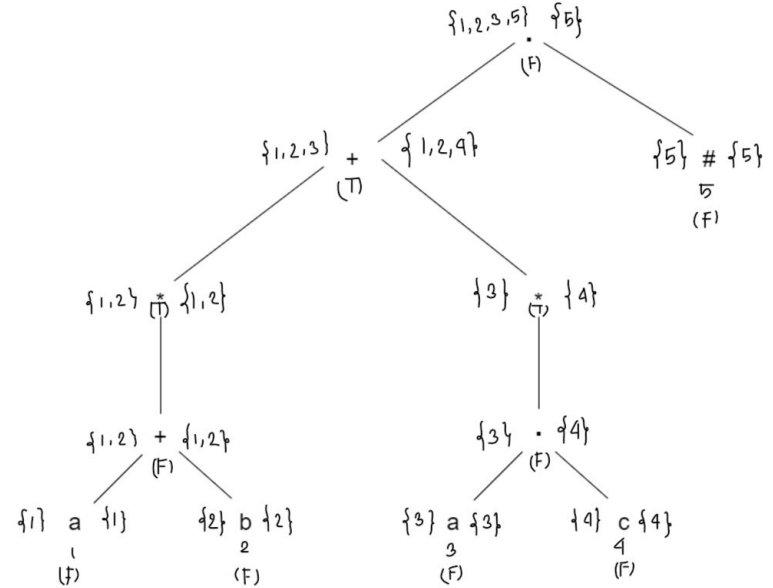 {1,2,3,5} . {5}
(F)
{1,2,3} + {1,2,4}
(T)
{5} # {5}
5
(F)
{1,2} * {1,2}
(T)
{3} * {4}
(T)
{1,2} + {1,2}
(F)
{3} . {4}
(F)
{1} a {1}
1
(F)
{2} b {2}
2
(F)
{3} a {3}
3
(F)
{4} c {4}
4
(F)